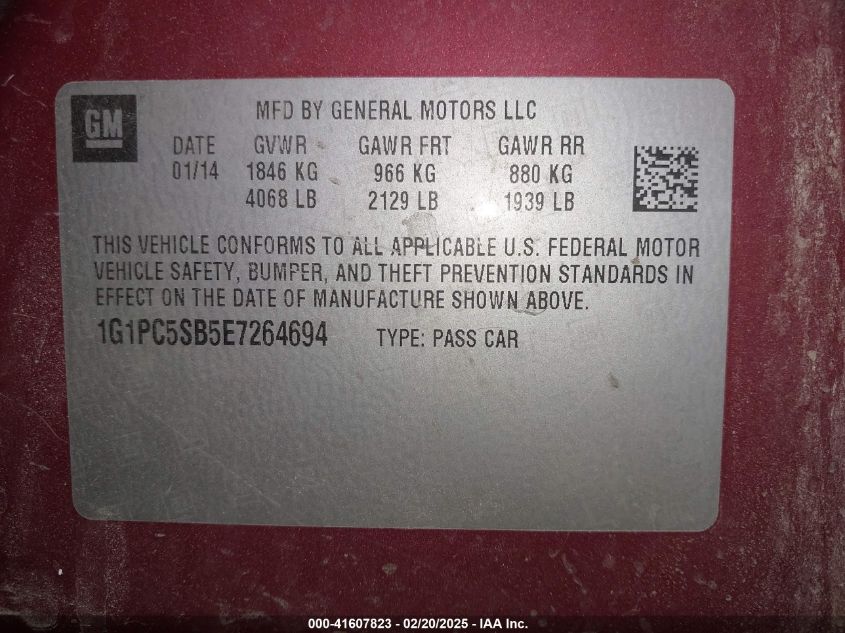 GM
MFD BY GENERAL MOTORS LLC
DATE GVWR GAWR FRT GAWR RR
01/14 1846 KG 966 KG 880 KG
4068 LB 2129 LB 1939 LB
THIS VEHICLE CONFORMS TO ALL APPLICABLE U.S. FEDERAL MOTOR
VEHICLE SAFETY, BUMPER, AND THEFT PREVENTION STANDARDS IN
EFFECT ON THE DATE OF MANUFACTURE SHOWN ABOVE.
1G1PC5SB5E7264694 TYPE: PASS CAR
000-41607823 - 02/20/2025 - IAA Inc.